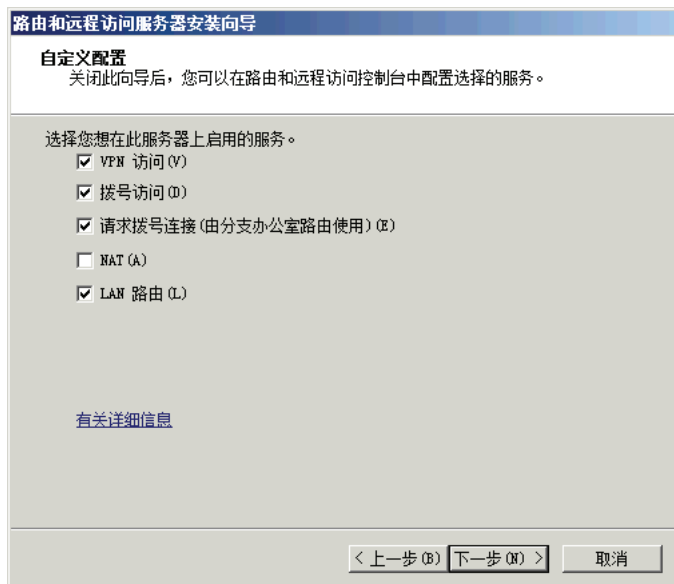 路由和远程访问服务器安装向导
自定义配置
关闭此向导后，您可以在路由和远程访问控制台中配置选择的服务。
选择您想在此服务器上启用的服务。
VPN 访问(V)
拨号访问(D)
请求拨号连接(由分支办公室路由使用)(E)
NAT(A)
LAN 路由(L)
有关详细信息
< 上一步(B) 下一步(N) > 取消